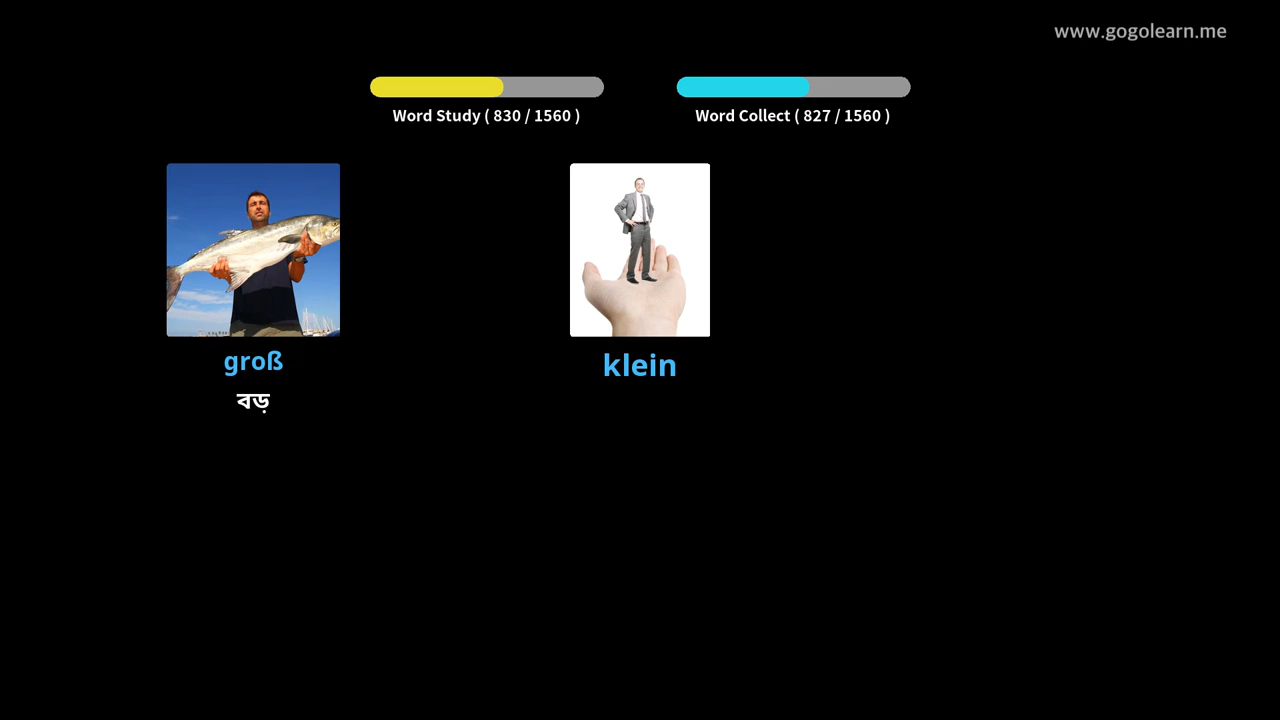 www.gogolearn.me
Word Study ( 830 / 1560 )
Word Collect ( 827 / 1560 )
groß
বড়
klein